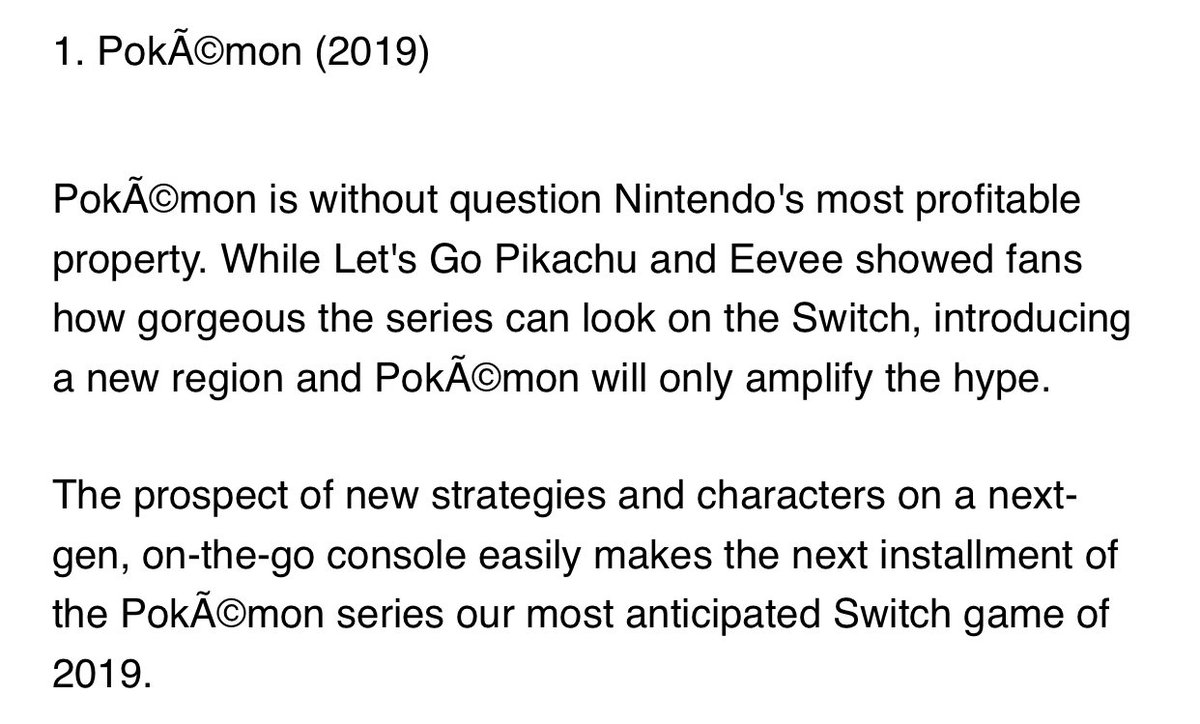 1. PokÃ©mon (2019)
PokÃ©mon is without question Nintendo's most profitable
property. While Let's Go Pikachu and Eevee showed fans
how gorgeous the series can look on the Switch, introducing
a new region and PokÃ©mon will only amplify the hype.
The prospect of new strategies and characters on a next-
gen, on-the-go console easily makes the next installment of
the PokÃ©mon series our most anticipated Switch game of
2019.